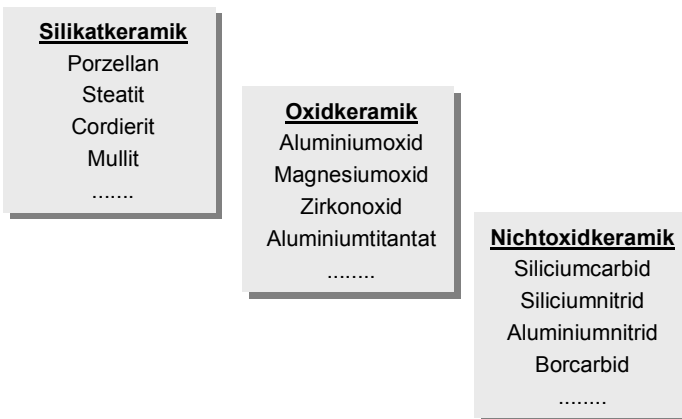 Silikatkeramik
Porzellan
Steatit
Cordierit
Mullit
.......
Oxidkeramik
Aluminiumoxid
Magnesiumoxid
Zirkonoxid
Aluminiumtitantat
........
Nichtoxidkeramik
Siliciumcarbid
Siliciumnitrid
Aluminiumnitrid
Borcarbid
........